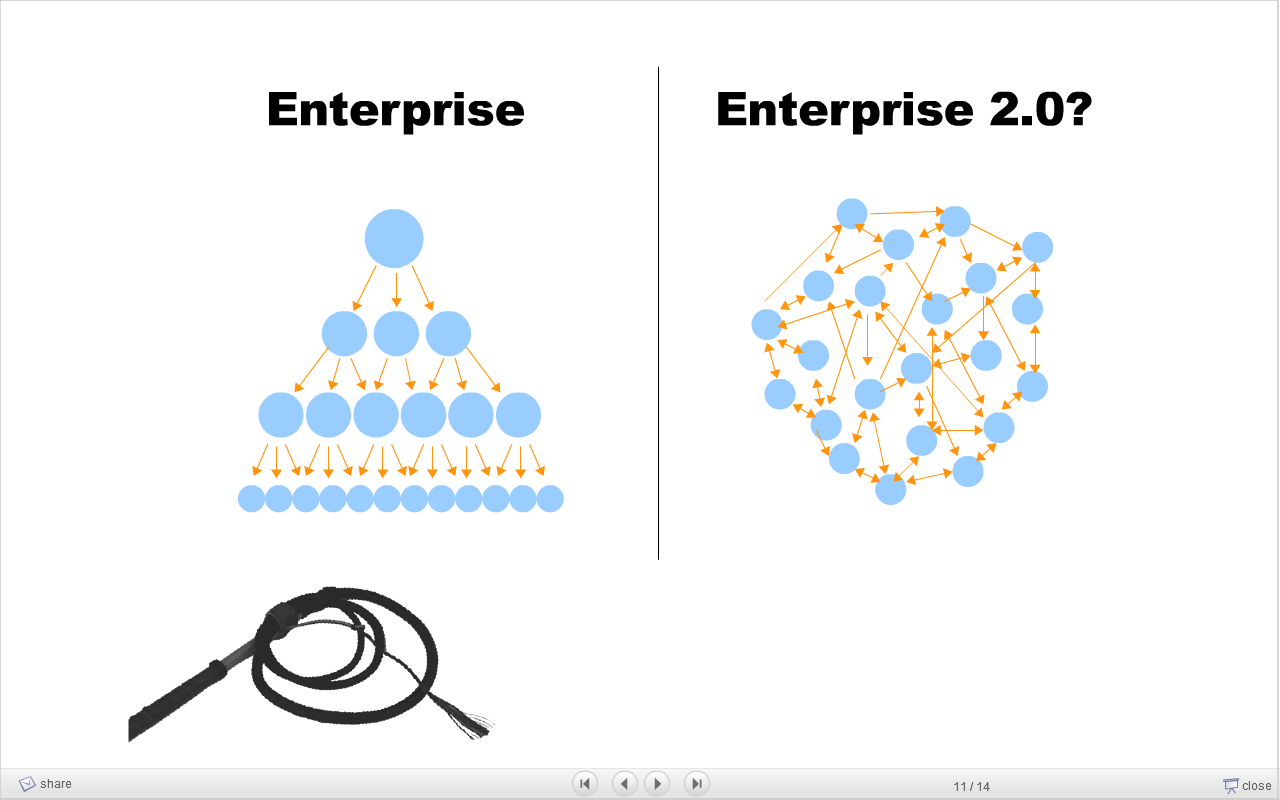 Enterprise
Enterprise 2.0?
share
11 / 14
close